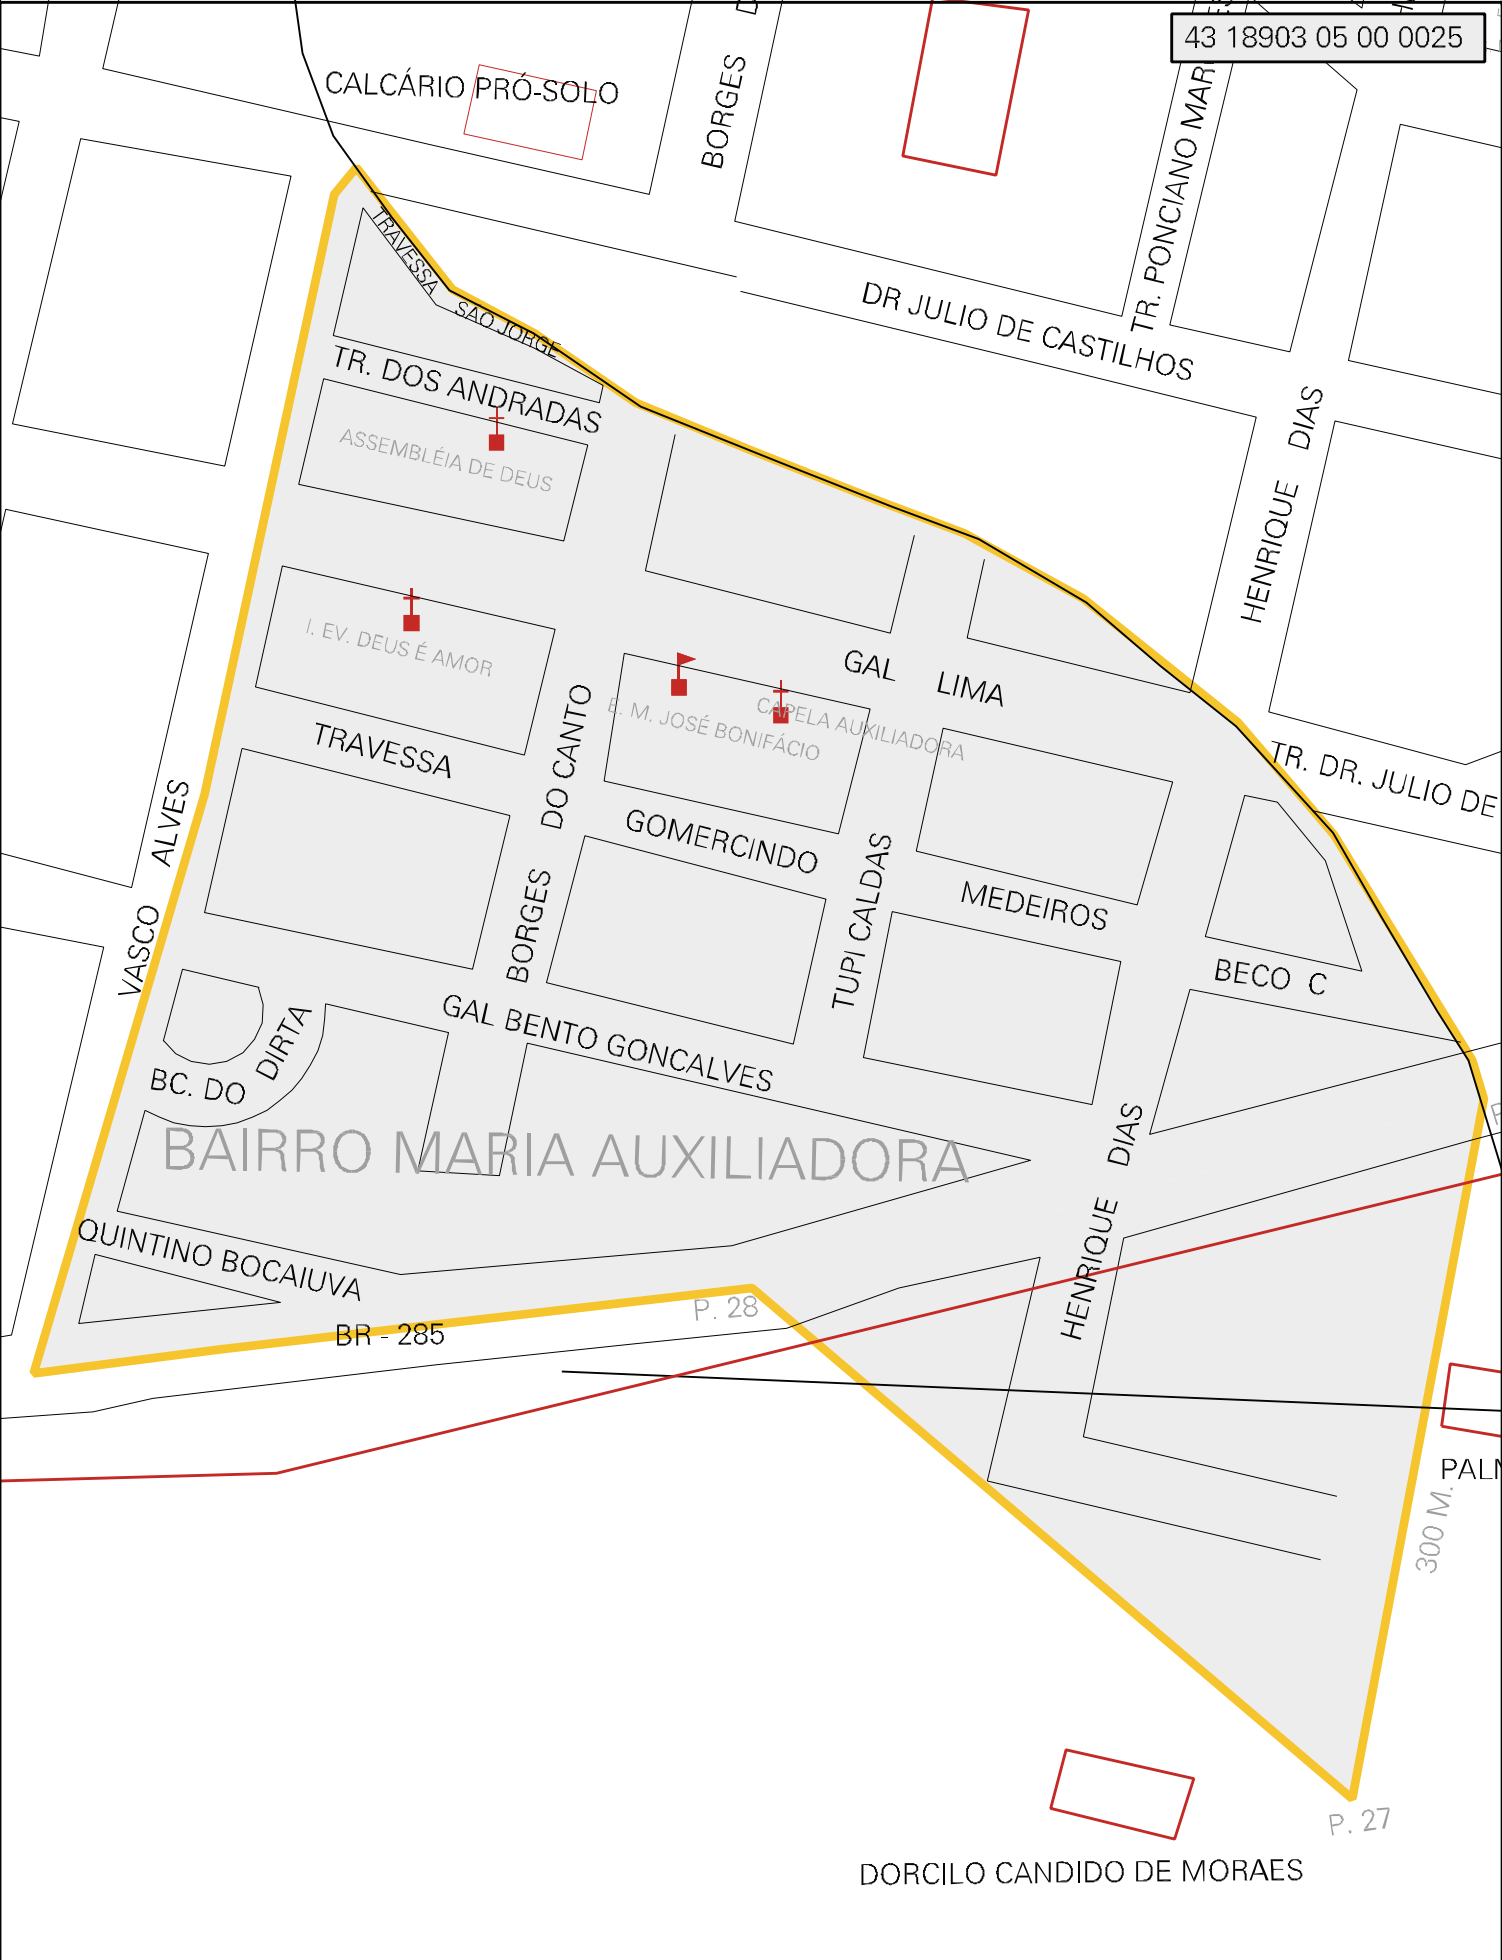 43 18903 05 00 0025
CALCÁRIO PRÓ-SOLO
BORGES
TR. PONCIANO
DR JULIO DE CASTILHOS
TRAVESSA SAO JORGE
TR. DOS ANDRADAS
ASSEMBLÉIA DE DEUS
HENRIQUE DIAS
I. EV. DEUS É AMOR
GAL LIMA
E. M. JOSÉ BONIFÁCIO
CAPELA AUXILIADORA
TRAVESSA GOMERCINDO MEDEIROS
TR. DR. JULIO DE
VASCO ALVES
BORGES DO CANTO
TUPI CALDAS
BECO C
GAL BENTO GONCALVES
BC. DO DIRTA
BAIRRO MARIA AUXILIADORA
HENRIQUE DIAS
QUINTINO BOCAIUVA
P. 28
BR - 285
300 M.
P. 27
DORCILO CANDIDO DE MORAES